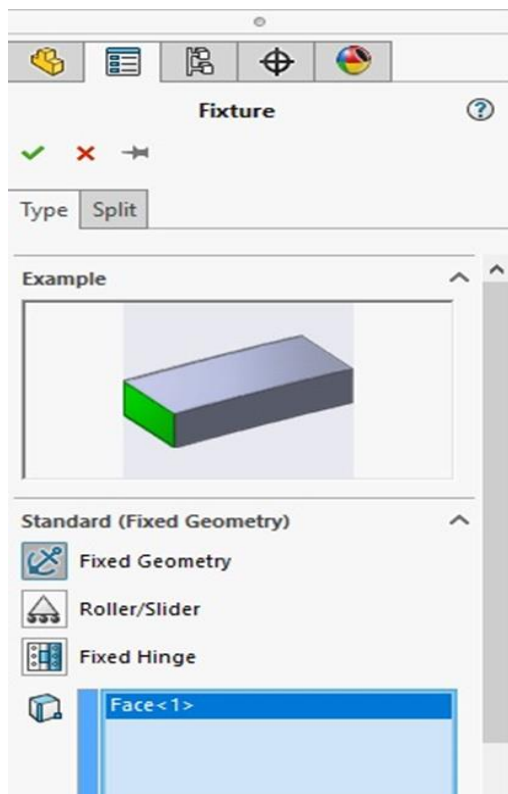 Fixture
Type Split
Example
Standard (Fixed Geometry)
Fixed Geometry
Roller/Slider
Fixed Hinge
Face<1>